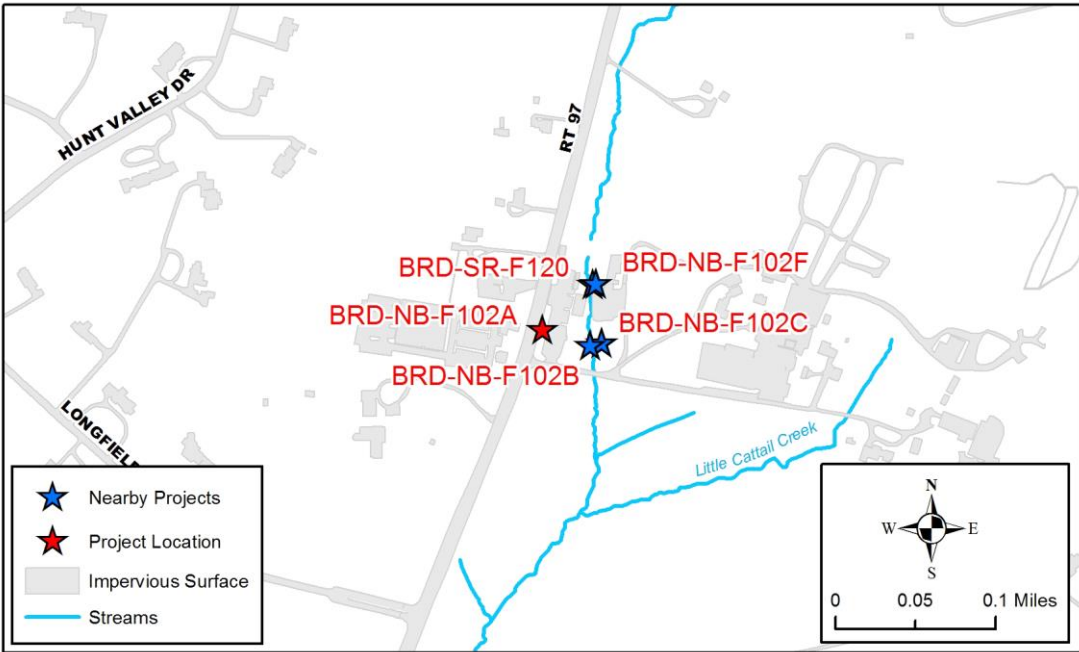 HUNT VALLEY DR
RT 97
BRD-SR-F120
BRD-NB-F102F
BRD-NB-F102A
BRD-NB-F102C
BRD-NB-F102B
LONGFIEL
Little Cattail Creek
Nearby Projects
Project Location
Impervious Surface
Streams
N
W
E
S
0 0.05 0.1 Miles